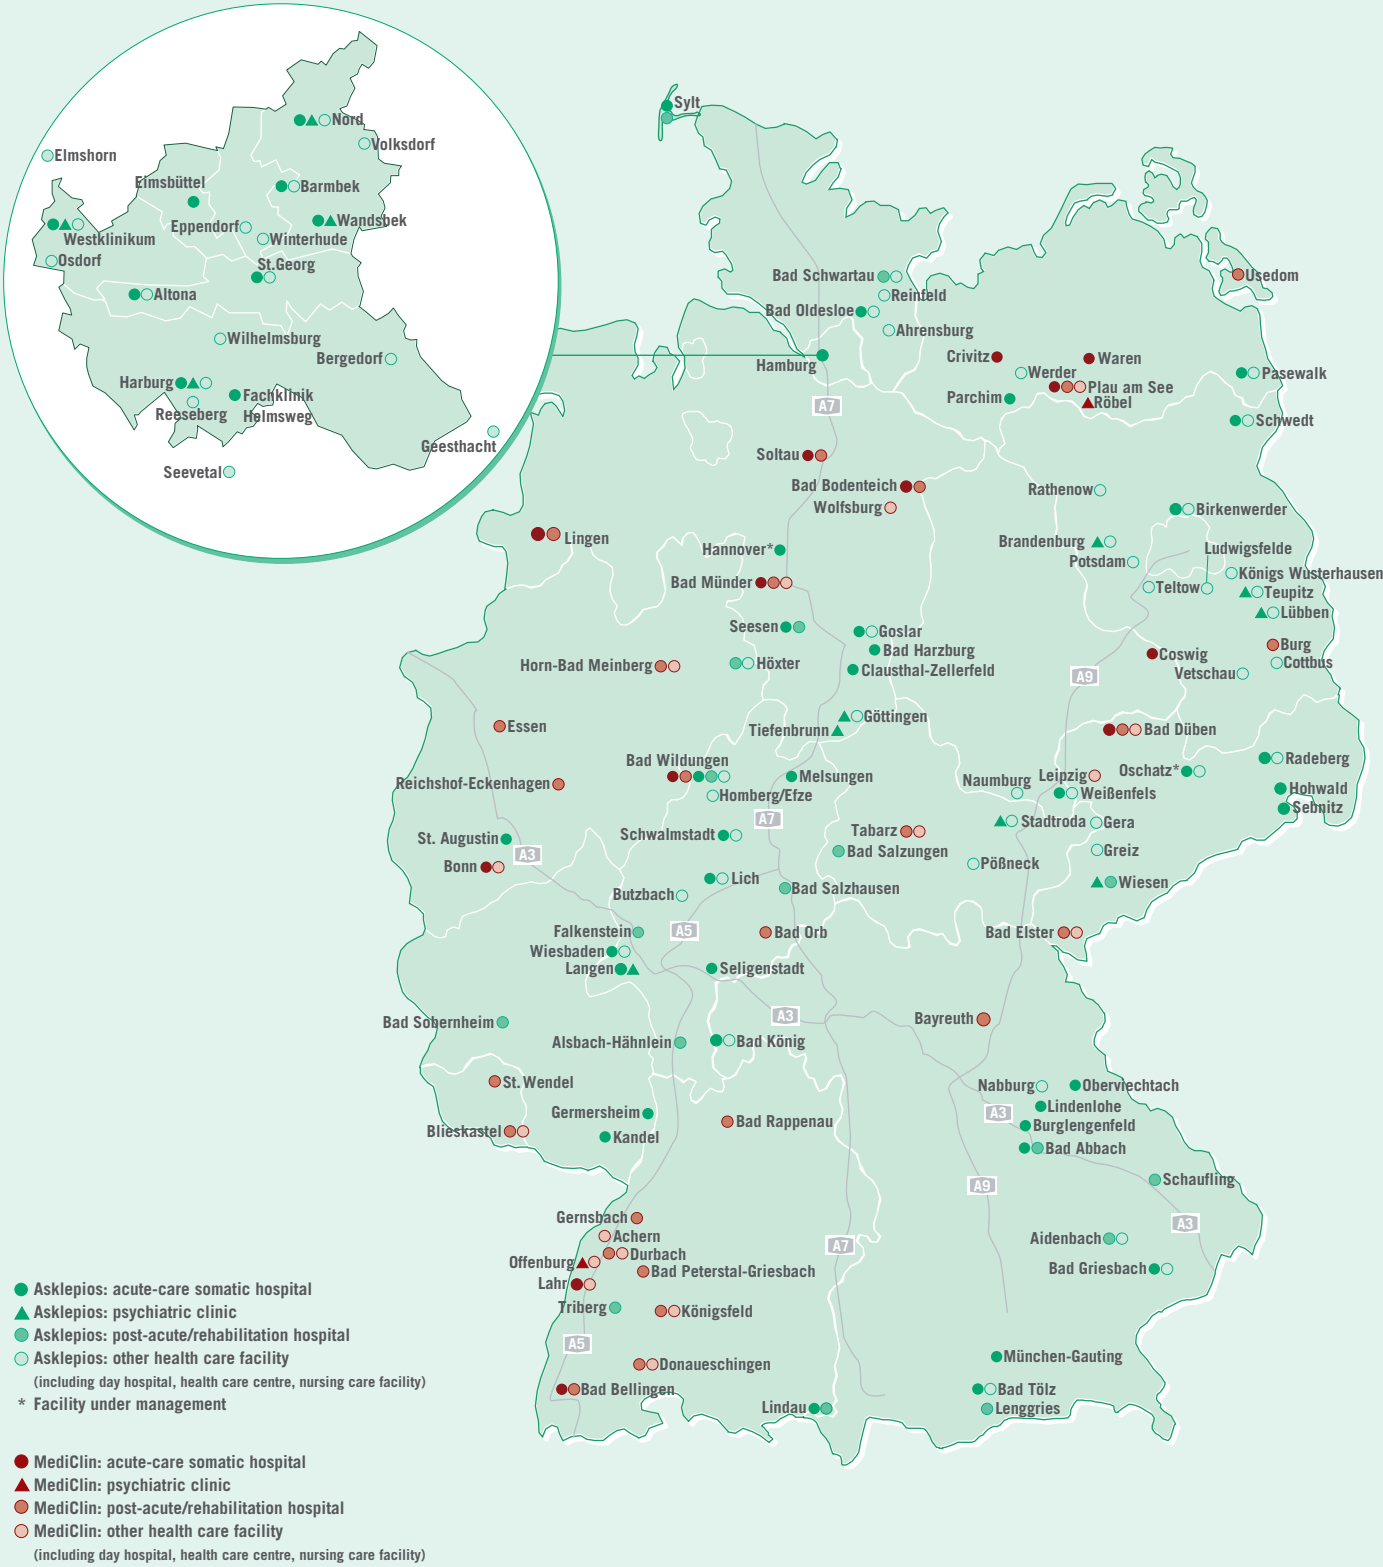 Nord
Volksdorf
Elmshorn
Eimsbüttel
Barmbek
Eppendorf
Wandsbek
Westklinikum
Winterhude
Osdorf
St.Georg
Altona
Wilhelmsburg
Bergedorf
Harburg
Fachklinik
Helmsweg
Reeseberg
Geesthacht
Seevetal
Sylt
Bad Schwartau
Usedom
Reinfeld
Bad Oldesloe
Ahrensburg
Hamburg
Crivitz
Waren
Werder
Pasewalk
Plau am See
Parchim
Röbel
A7
Schwedt
Soltau
Bad Bodenteich
Rathenow
Wolfsburg
Birkenwerder
Lingen
Hannover*
Brandenburg
Ludwigsfelde
Potsdam
Königs Wusterhausen
Bad Münder
Teltow
Teupitz
Lübben
Seesen
Goslar
Bad Harzburg
Burg
Coswig
Cottbus
Horn-Bad Meinberg
Höxter
Clausthal-Zellerfeld
A9
Vetschau
Göttingen
Essen
Tiefenbrunn
Bad Düben
Bad Wildungen
Radeberg
Oschatz*
Melsungen
Leipzig
Naumburg
Reichshof-Eckenhagen
Hohwald
Homberg/Efze
Weißenfels
Sebnitz
A7
Stadtroda
Gera
Tabarz
Schwalmstadt
St. Augustin
A3
Bad Salzungen
Greiz
Bonn
Pößneck
Lich
Wiesen
Butzbach
Bad Salzhausen
Falkenstein
A5
Bad Orb
Bad Elster
Wiesbaden
Langen
Seligenstadt
A3
Bayreuth
Bad Sobernheim
Alsbach-Hähnlein
Bad König
St. Wendel
Nabburg
Oberviechtach
Lindenlohe
Germersheim
A3
Bad Rappenau
Burglengenfeld
Blieskastel
Kandel
Bad Abbach
Schaufling
A9
Gernsbach
A3
Achern
Aidenbach
A7
Durbach
Offenburg
Bad Peterstal-Griesbach
Bad Griesbach
Lahr
Triberg
Königsfeld
A5
München-Gauting
Donaueschingen
Bad Bellingen
Bad Tölz
Lindau
Lenggries
Asklepios: acute-care somatic hospital
Asklepios: psychiatric clinic
Asklepios: post-acute/rehabilitation hospital
Asklepios: other health care facility
(including day hospital, health care centre, nursing care facility)
* Facility under management
MediClin: acute-care somatic hospital
MediClin: psychiatric clinic
MediClin: post-acute/rehabilitation hospital
MediClin: other health care facility
(including day hospital, health care centre, nursing care facility)